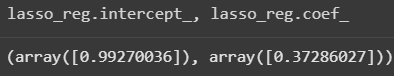 lasso_reg.intercept_, lasso_reg.coef_
(array([0.99270036]), array([0.37286027]))